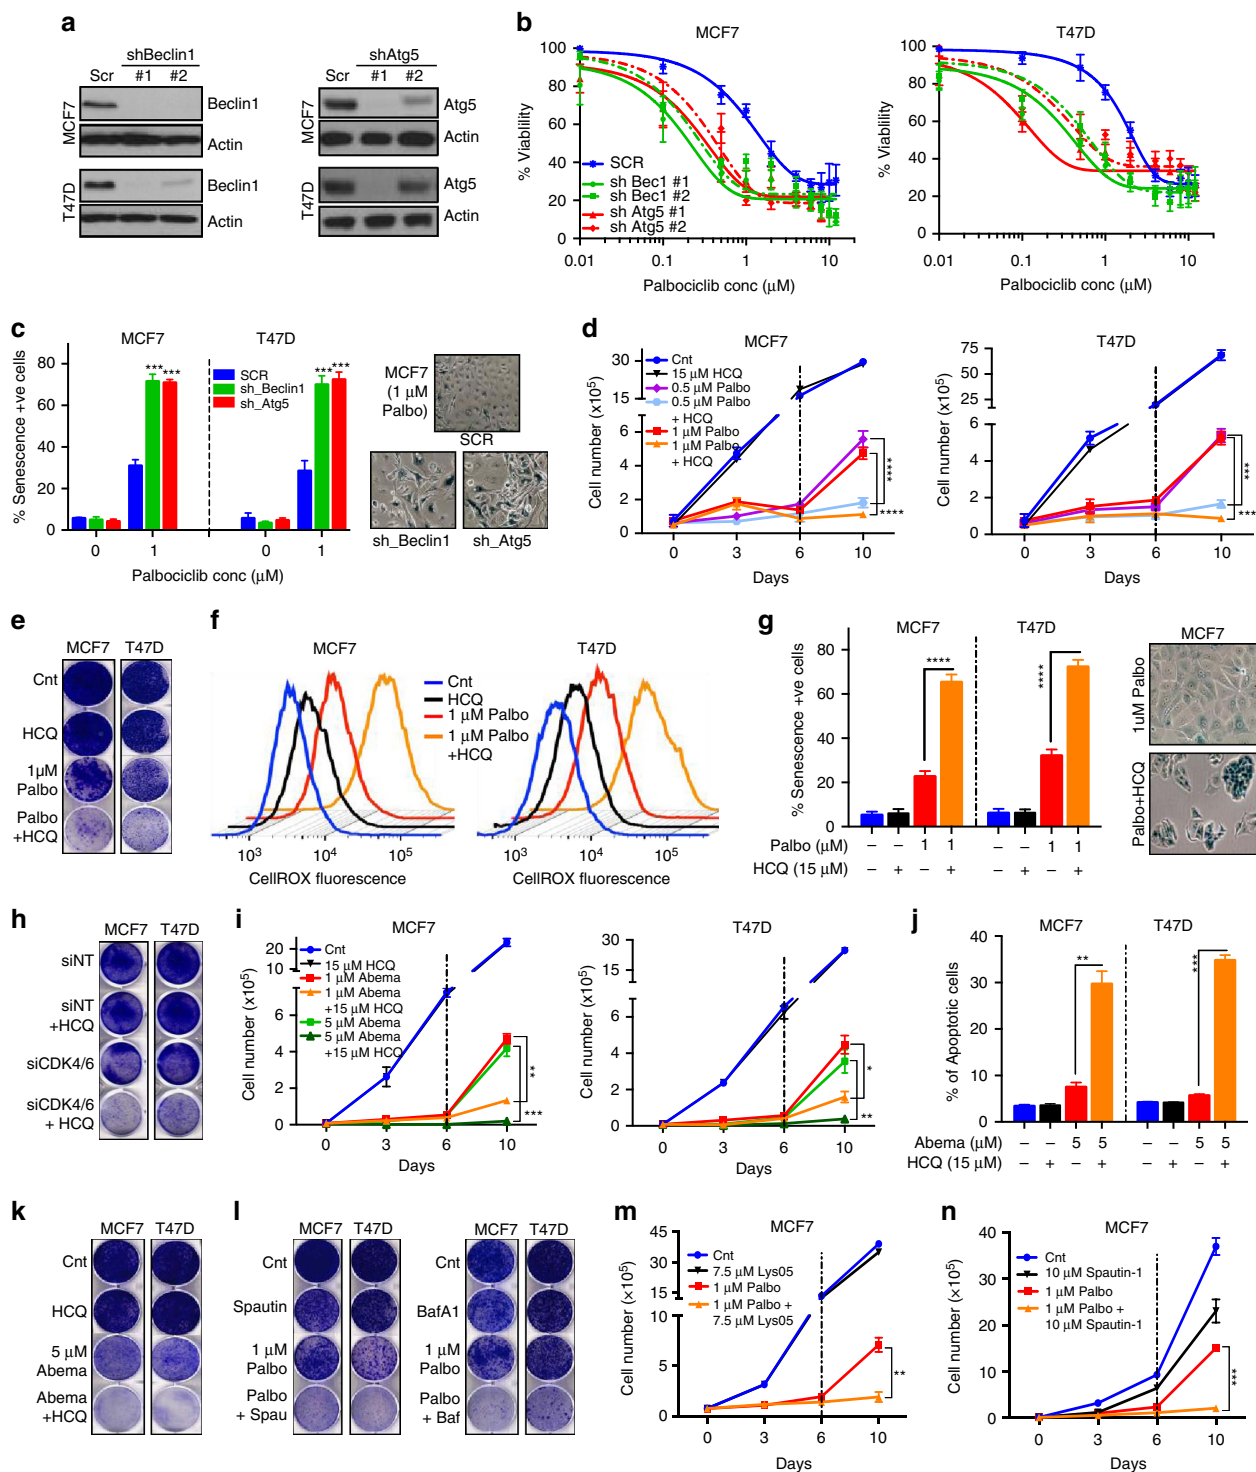 a
shBeclin1
Scr #1 #2
MCF7
Beclin1
Actin
T47D
Beclin1
Actin
shAtg5
Scr #1 #2
MCF7
Atg5
Actin
T47D
Atg5
Actin
b
MCF7
% Viablility
100
80
60
40
20
0
SCR
sh Bec1 #1
sh Bec1 #2
sh Atg5 #1
sh Atg5 #2
0.01 0.1 1 10
Palbociclib conc (μM)
T47D
% Viablility
100
80
60
40
20
0
0.01 0.1 1 10
Palbociclib conc (μM)
c
MCF7 T47D
% Senescence +ve cells
80
60
40
20
0
SCR
sh_Beclin1
sh_Atg5
*** *** *** ***
0 1 0 1
Palbociclib conc (μM)
MCF7
(1 μM
Palbo)
SCR
sh_Beclin1 sh_Atg5
d
MCF7
Cell number (×10⁵)
30
15
6
4
2
0
Cnt
15 μM HCQ
0.5 μM Palbo
0.5 μM Palbo
+ HCQ
1 μM Palbo
1 μM Palbo
+ HCQ
****
****
0 3 6 10
Days
T47D
Cell number (×10⁵)
75
50
25
6
4
2
0
***
***
0 3 6 10
Days
e
MCF7 T47D
Cnt
HCQ
1μM
Palbo
Palbo
+HCQ
f
MCF7
Cnt
HCQ
1 μM Palbo
1 μM Palbo
+HCQ
10³ 10⁴ 10⁵
CellROX fluorescence
T47D
10³ 10⁴ 10⁵
CellROX fluorescence
g
MCF7 T47D
% Senescence +ve cells
80
60
40
20
0
****
****
Palbo (μM) – – 1 1 – – 1 1
HCQ (15 μM) – + – + – + – +
MCF7
1uM Palbo
Palbo+HCQ
h
MCF7 T47D
siNT
siNT
+HCQ
siCDK4/6
siCDK4/6
+ HCQ
i
MCF7
Cell number (×10⁵)
20
10
6
4
2
0
Cnt
15 μM HCQ
1 μM Abema
1 μM Abema
+15 μM HCQ
5 μM Abema
5 μM Abema
+15 μM HCQ
**
***
0 3 6 10
Days
T47D
Cell number (×10⁵)
30
15
6
4
2
0
*
**
0 3 6 10
Days
j
MCF7 T47D
% of Apoptotic cells
40
30
20
10
0
**
***
Abema (μM) – – 5 5 – – 5 5
HCQ (15 μM) – + – + – + – +
k
MCF7 T47D
Cnt
HCQ
5 μM
Abema
Abema
+HCQ
l
MCF7 T47D
Cnt
Spautin
1 μM
Palbo
Palbo
+ Spau
MCF7 T47D
Cnt
BafA1
1 μM
Palbo
Palbo
+ Baf
m
MCF7
Cell number (×10⁵)
45
30
15
10
5
0
Cnt
7.5 μM Lys05
1 μM Palbo
1 μM Palbo +
7.5 μM Lys05
**
0 3 6 10
Days
n
MCF7
Cell number (×10⁵)
40
30
20
10
0
Cnt
10 μM Spautin-1
1 μM Palbo
1 μM Palbo +
10 μM Spautin-1
***
0 3 6 10
Days